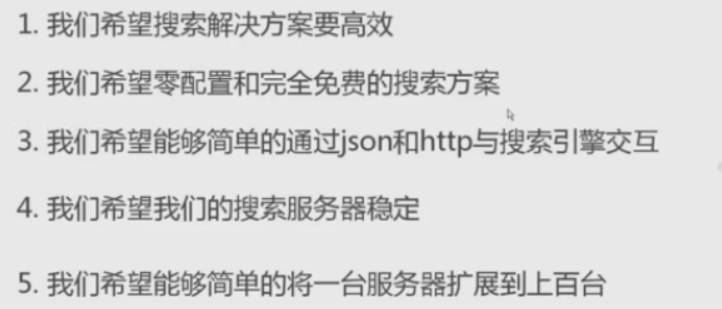 1. 我们希望搜索解决方案要高效
2. 我们希望零配置和完全免费的搜索方案
3. 我们希望能够简单的通过json和http与搜索引擎交互
4. 我们希望我们的搜索服务器稳定
5. 我们希望能够简单的将一台服务器扩展到上百台